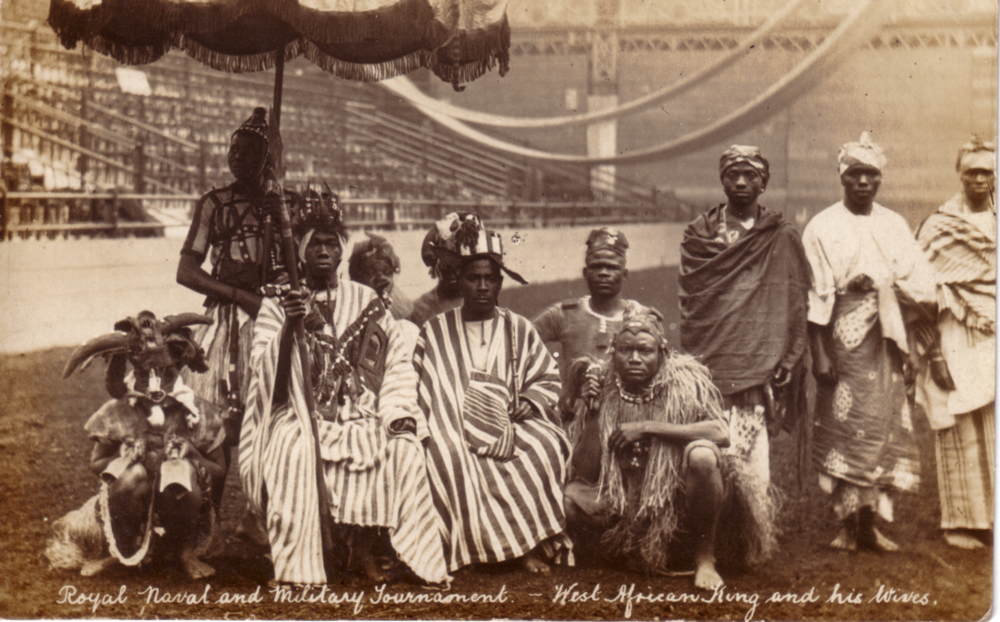 Royal Naval and Military Tournament. – West African King and his Wives.